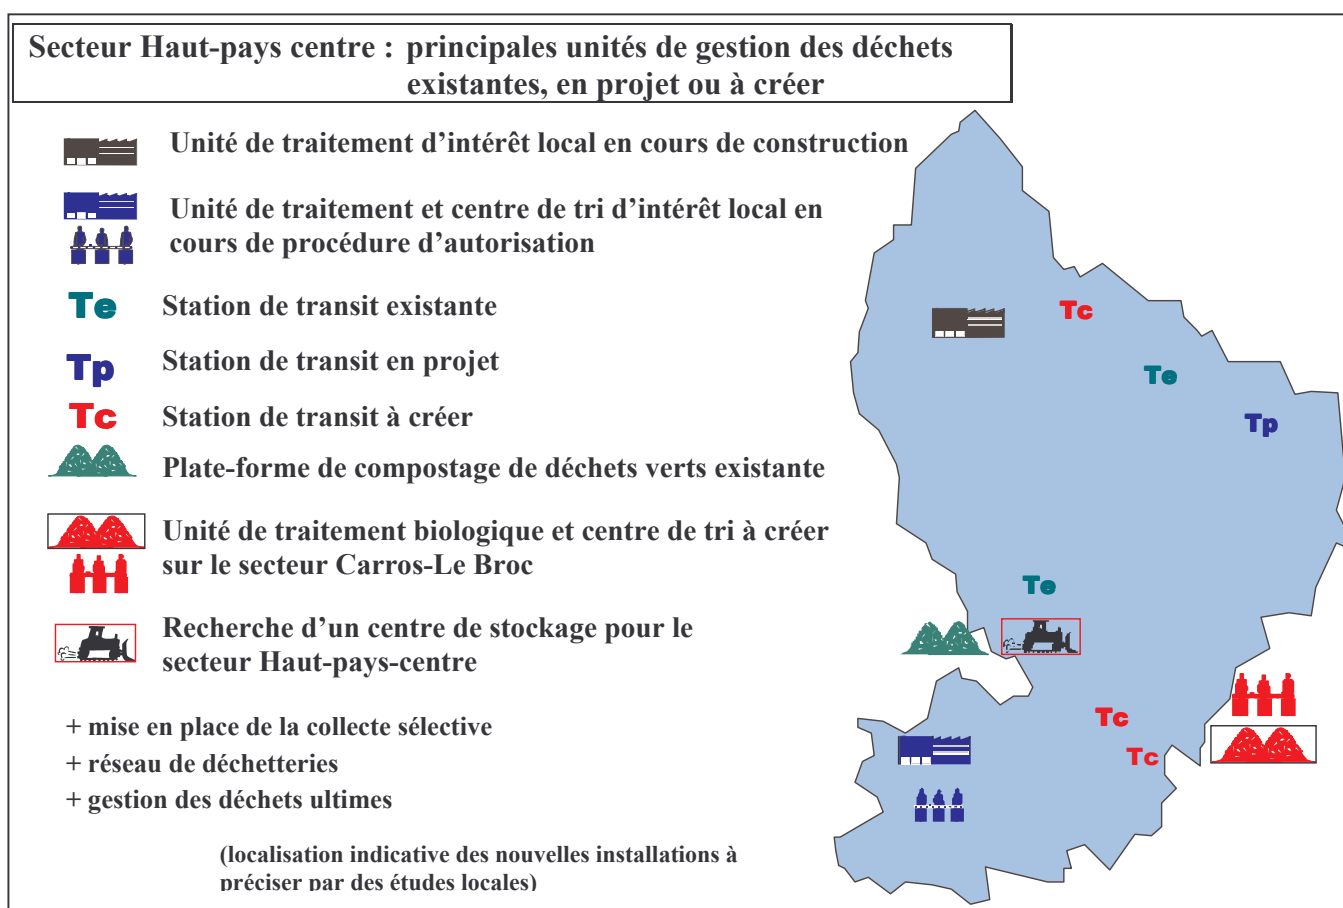 Secteur Haut-pays centre : principales unités de gestion des déchets
existantes, en projet ou à créer
Unité de traitement d’intérêt local en cours de construction
Unité de traitement et centre de tri d’intérêt local en
cours de procédure d’autorisation
Te Station de transit existante
Tp Station de transit en projet
Tc Station de transit à créer
Plate-forme de compostage de déchets verts existante
Unité de traitement biologique et centre de tri à créer
sur le secteur Carros-Le Broc
Recherche d’un centre de stockage pour le
secteur Haut-pays-centre
+ mise en place de la collecte sélective
+ réseau de déchetteries
+ gestion des déchets ultimes
(localisation indicative des nouvelles installations à
préciser par des études locales)
Tc
Te
Tp
Te
Tc
Tc